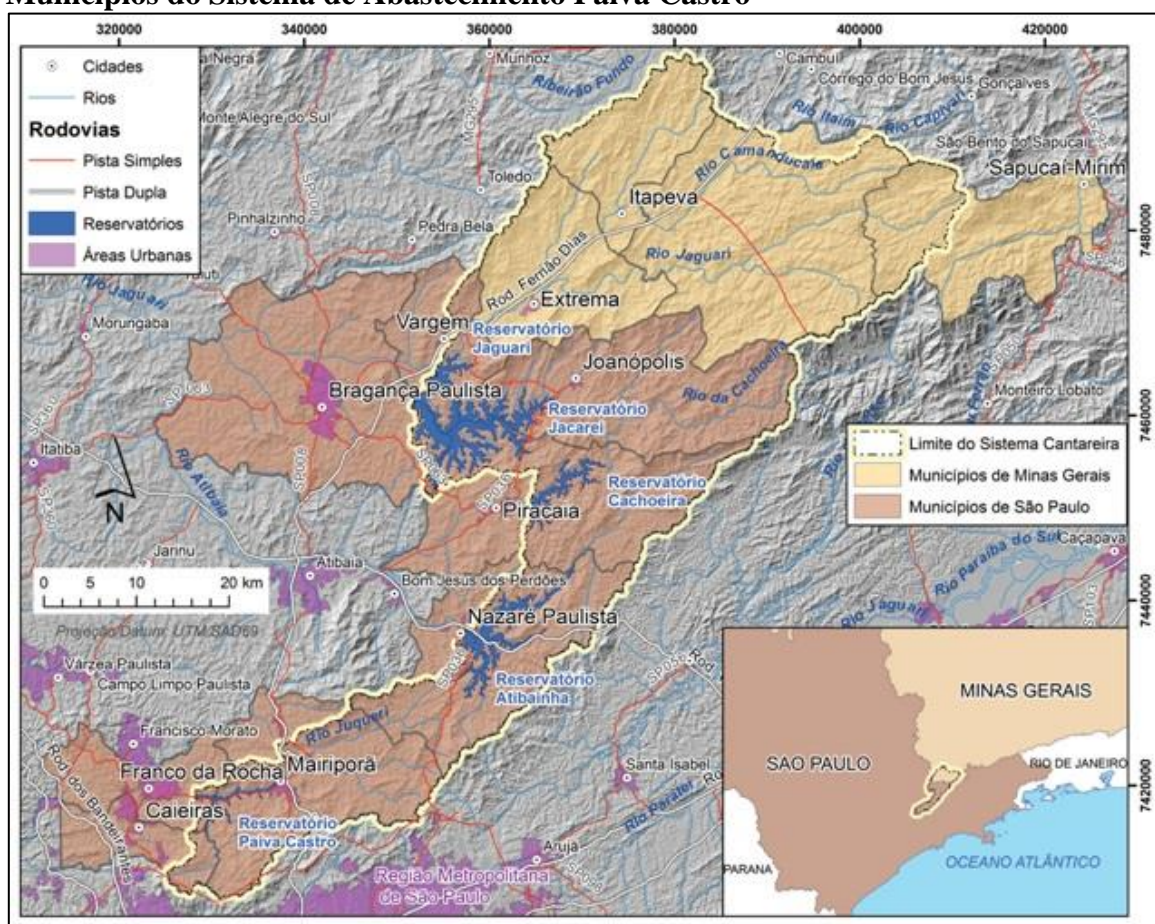 Municípios do Sistema de Abastecimento Paiva Castro
320000
340000
360000
380000
400000
420000
Cidades
Rios
Rodovias
Pista Simples
Pista Dupla
Reservatórios
Áreas Urbanas
Munhoz
Ribeirão Fundo
Cambuí
Córrego do Bom Jesus
Gonçalves
Rio Itaim
Rio Capivari
Monte Alegre do Sul
São Bento do Sapucaí
Sapucaí-Mirim
Rio Camanducaia
Toledo
Itapeva
Pinhalzinho
Pedra Bela
7480000
Rod. Fernão Dias
Rio Jaguari
Extrema
Rio Jaguari
Morungaba
Vargem
Reservatório
Jaguari
Joanópolis
Rio da Cachoeira
Monteiro Lobato
Bragança Paulista
Reservatório
Jacareí
7460000
Itatiba
SP008
Rio Atibaia
Limite do Sistema Cantareira
Municípios de Minas Gerais
Municípios de São Paulo
Reservatório
Cachoeira
Piracaia
N
Jarinu
Atibaia
Rio Paraíba do Sul
Caçapava
0 5 10 20 km
Bom Jesus dos Perdões
Rio Jaguari
7440000
Projeção Datum: UTM SAD69
Nazaré Paulista
Várzea Paulista
Campo Limpo Paulista
Reservatório
Atibainha
Rio Juqueri
Francisco Morato
Franco da Rocha
Mairiporã
Santa Isabel
Caieiras
Rod. dos Bandeirantes
Reservatório
Paiva Castro
Arujá
Região Metropolitana
de São Paulo
7420000
MINAS GERAIS
SAO PAULO
RIO DE JANEIRO
PARANA
OCEANO ATLÂNTICO